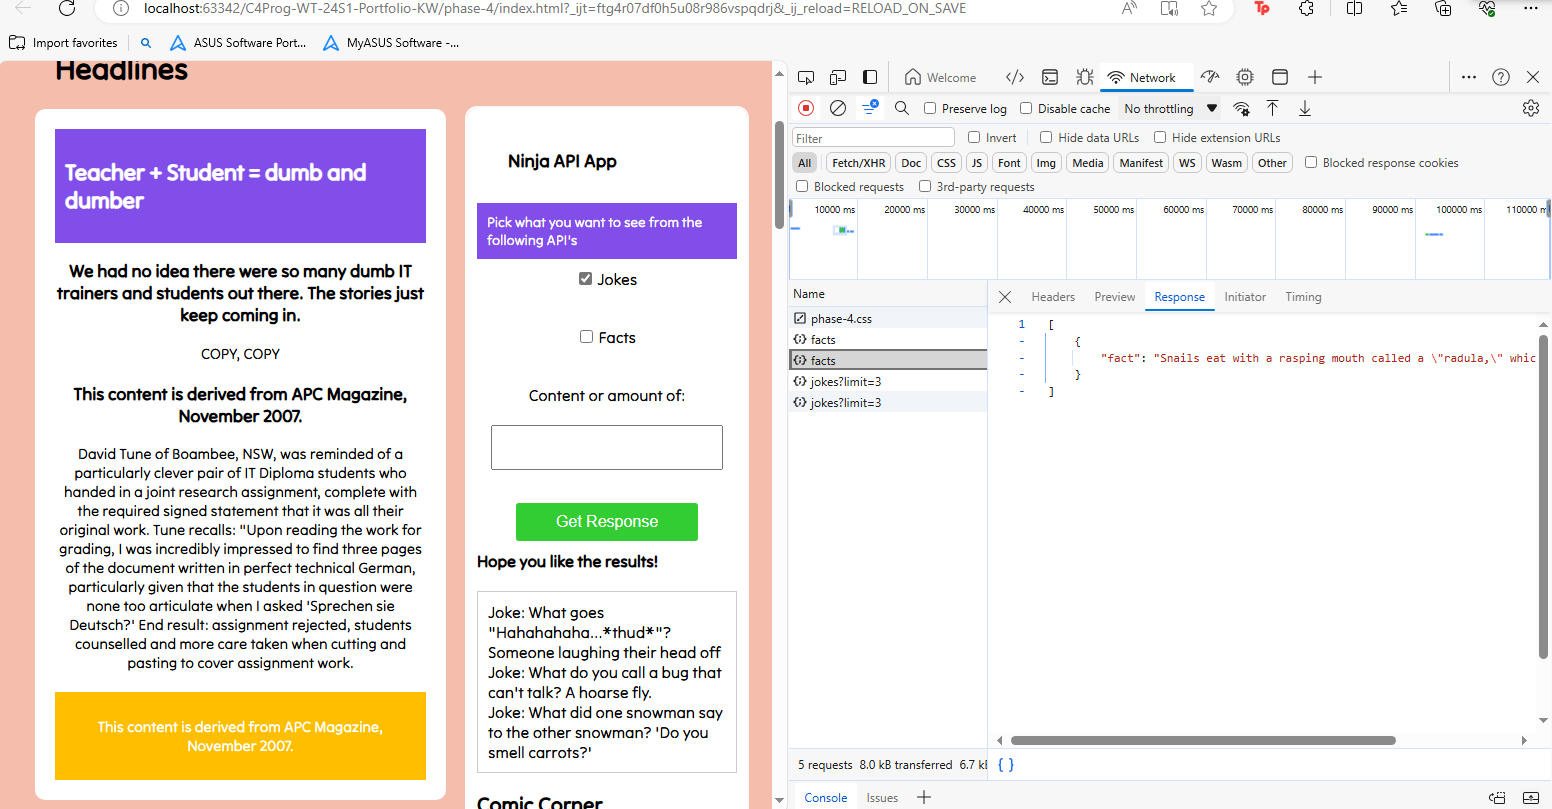 localhost:63342/C4Prog-WT-24S1-Portfolio-KW/phase-4/index.html?_ijt=ftg4r07df0h5u08r986vspqdrj&_ij_reload=RELOAD_ON_SAVE
Import favorites
ASUS Software Port...
MyASUS Software -...
Headlines
Teacher + Student = dumb and
dumber
We had no idea there were so many dumb IT
trainers and students out there. The stories just
keep coming in.
COPY, COPY
This content is derived from APC Magazine,
November 2007.
David Tune of Boambee, NSW, was reminded of a
particularly clever pair of IT Diploma students who
handed in a joint research assignment, complete with
the required signed statement that it was all their
original work. Tune recalls: "Upon reading the work for
grading, I was incredibly impressed to find three pages
of the document written in perfect technical German,
particularly given that the students in question were
none too articulate when I asked 'Sprechen sie
Deutsch?' End result: assignment rejected, students
counselled and more care taken when cutting and
pasting to cover assignment work.
This content is derived from APC Magazine,
November 2007.
Ninja API App
Pick what you want to see from the
following API's
Jokes
Facts
Content or amount of:
Get Response
Hope you like the results!
Joke: What goes
"Hahahahaha...*thud*"?
Someone laughing their head off
Joke: What do you call a bug that
can't talk? A hoarse fly.
Joke: What did one snowman say
to the other snowman? 'Do you
smell carrots?'
Comic Corner
Welcome
Network
Preserve log
Disable cache
No throttling
Filter
Invert
Hide data URLs
Hide extension URLs
All
Fetch/XHR
Doc
CSS
JS
Font
Img
Media
Manifest
WS
Wasm
Other
Blocked response cookies
Blocked requests
3rd-party requests
10000 ms
20000 ms
30000 ms
40000 ms
50000 ms
60000 ms
70000 ms
80000 ms
90000 ms
100000 ms
110000 m
Name
phase-4.css
facts
facts
jokes?limit=3
jokes?limit=3
Headers
Preview
Response
Initiator
Timing
1 [
- {
- "fact": "Snails eat with a rasping mouth called a \"radula,\" whic
- }
- ]
5 requests 8.0 kB transferred 6.7 kB
{ }
Console
Issues